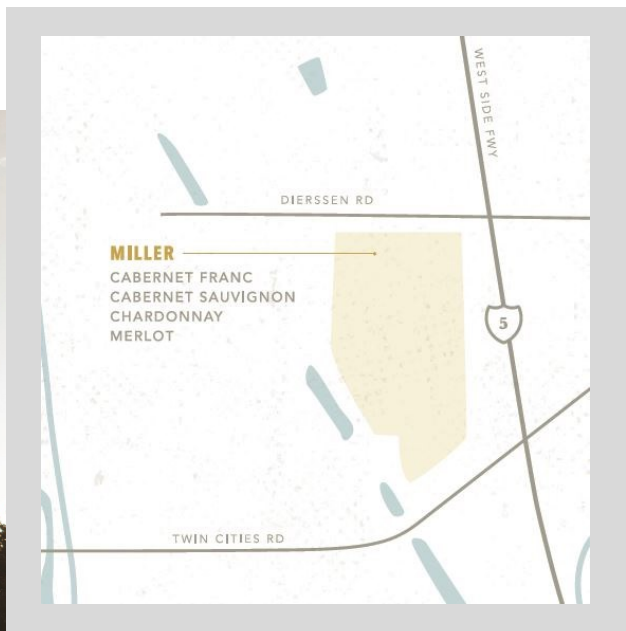 WEST SIDE FWY
DIERSSEN RD
MILLER
CABERNET FRANC
CABERNET SAUVIGNON
CHARDONNAY
MERLOT
5
TWIN CITIES RD